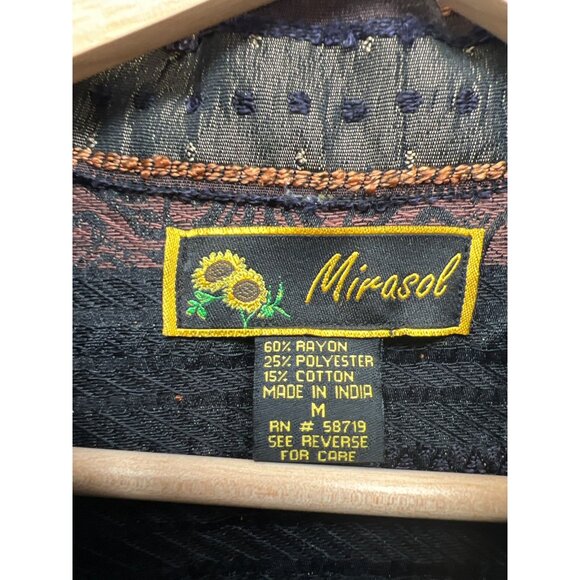 Mirasol
60% RAYON
25% POLYESTER
15% COTTON
MADE IN INDIA
M
RN # 58719
SEE REVERSE
FOR CARE